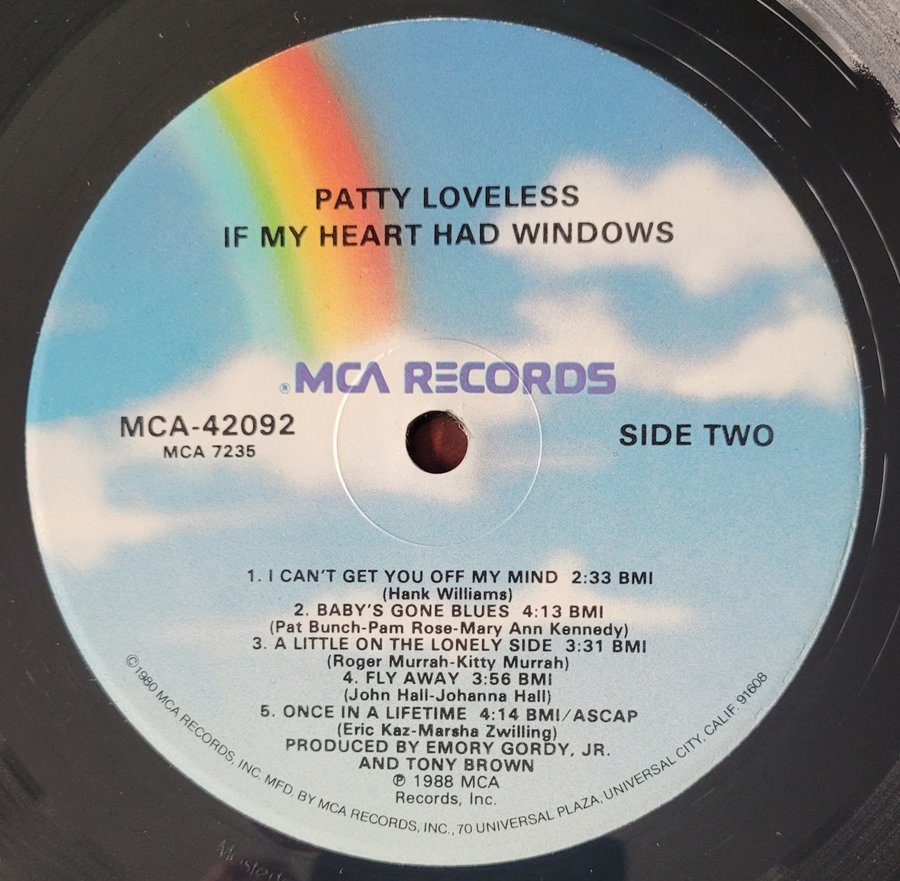 PATTY LOVELESS
IF MY HEART HAD WINDOWS
® MCA RECORDS
MCA-42092
MCA 7235
SIDE TWO
1. I CAN'T GET YOU OFF MY MIND 2:33 BMI
(Hank Williams)
2. BABY'S GONE BLUES 4:13 BMI
(Pat Bunch-Pam Rose-Mary Ann Kennedy)
3. A LITTLE ON THE LONELY SIDE 3:31 BMI
(Roger Murrah-Kitty Murrah)
4. FLY AWAY 3:56 BMI
(John Hall-Johanna Hall)
5. ONCE IN A LIFETIME 4:14 BMI/ASCAP
(Eric Kaz-Marsha Zwilling)
PRODUCED BY EMORY GORDY, JR.
AND TONY BROWN
℗ 1988 MCA
Records, Inc.
©1980 MCA RECORDS, INC. MFD. BY MCA RECORDS, INC., 70 UNIVERSAL PLAZA, UNIVERSAL CITY, CALIF. 91608